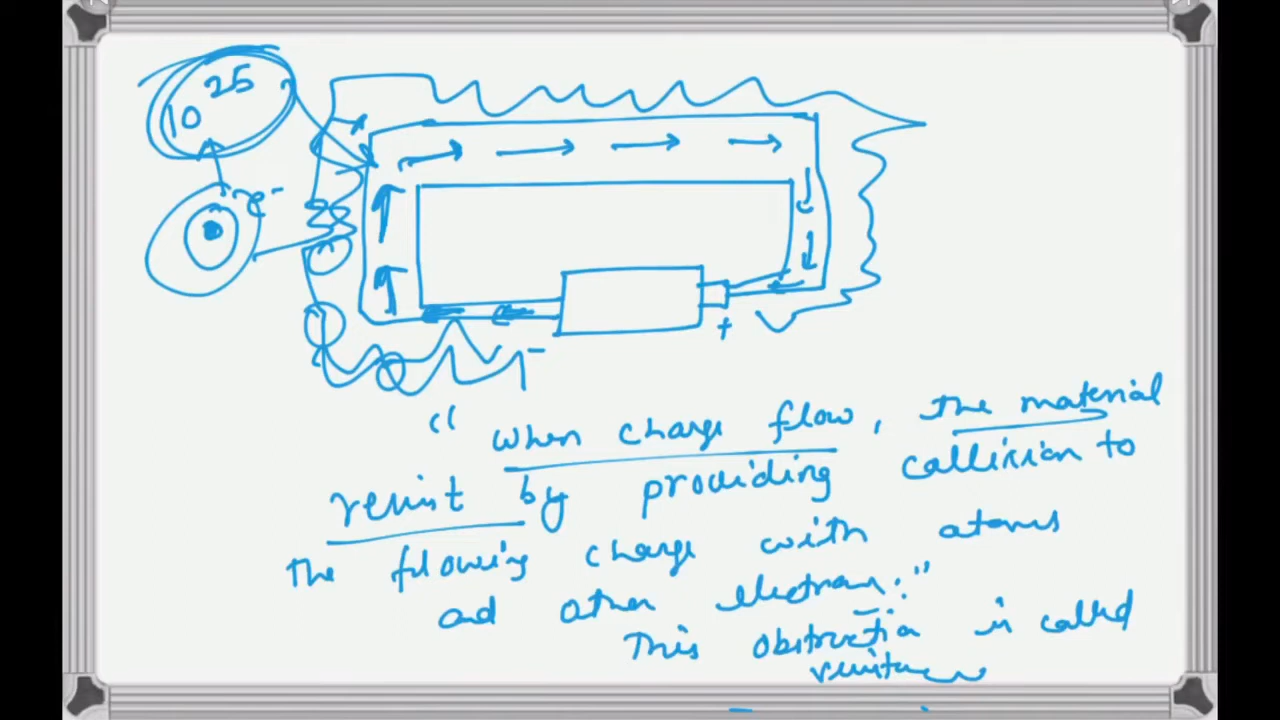 25
10
e-
+
-
" When charge flow, the material
resist by providing callision to
the flowing charge with atoms
and other electrons."
This obstruction is called
resistance